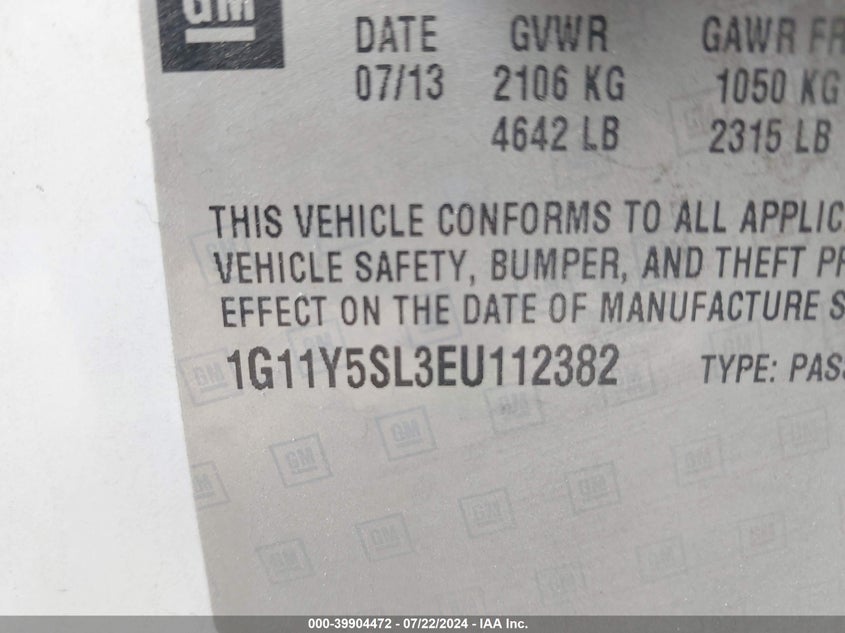 GM
DATE GVWR GAWR FR
07/13 2106 KG 1050 KG
4642 LB 2315 LB
THIS VEHICLE CONFORMS TO ALL APPLIC
VEHICLE SAFETY, BUMPER, AND THEFT PR
EFFECT ON THE DATE OF MANUFACTURE S
1G11Y5SL3EU112382 TYPE: PAS
000-39904472 - 07/22/2024 - IAA Inc.